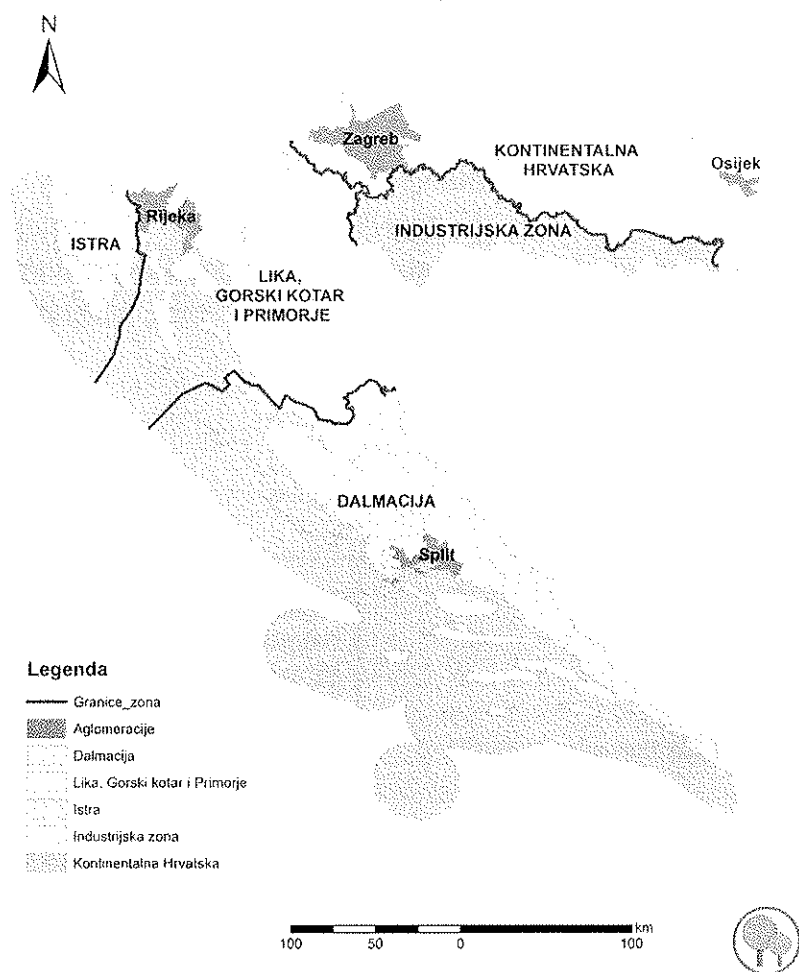 N
Zagreb
KONTINENTALNA
HRVATSKA
Osijek
Rijeka
ISTRA
INDUSTRIJSKA ZONA
LIKA,
GORSKI KOTAR
I PRIMORJE
DALMACIJA
Split
Legenda
Granice_zona
Aglomeracije
Dalmacija
Lika, Gorski kotar i Primorje
Istra
Industrijska zona
Kontinentalna Hrvatska
km
100 50 0 100